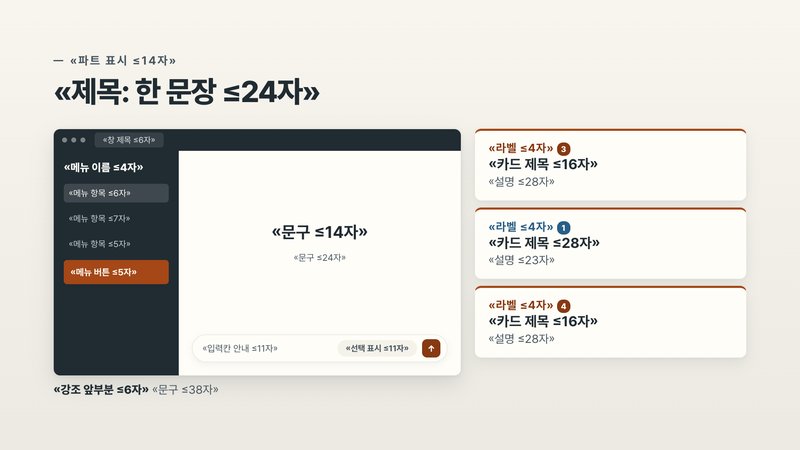 — «파트 표시 ≤14자»
«제목: 한 문장 ≤24자»
«창 제목 ≤6자»
«메뉴 이름 ≤4자»
«메뉴 항목 ≤6자»
«메뉴 항목 ≤7자»
«메뉴 항목 ≤5자»
«메뉴 버튼 ≤5자»
«문구 ≤14자»
«문구 ≤24자»
«입력칸 안내 ≤11자»
«선택 표시 ≤11자»
«강조 앞부분 ≤6자» «문구 ≤38자»
«라벨 ≤4자» 3
«카드 제목 ≤16자»
«설명 ≤28자»
«라벨 ≤4자» 1
«카드 제목 ≤28자»
«설명 ≤23자»
«라벨 ≤4자» 4
«카드 제목 ≤16자»
«설명 ≤28자»